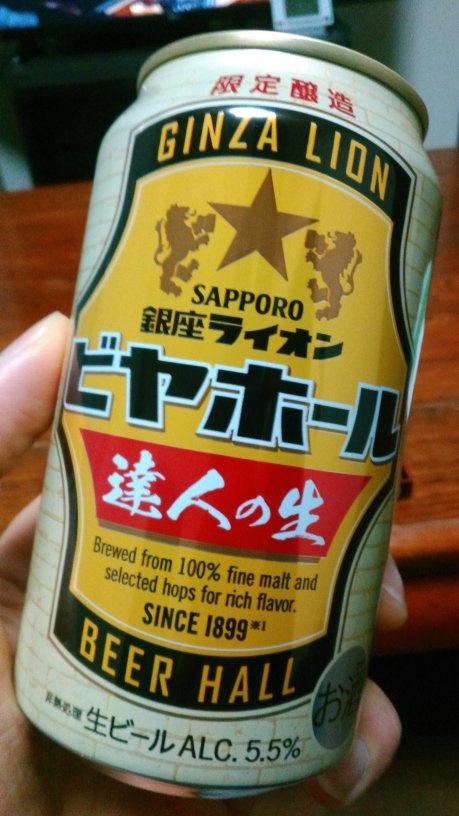 限定醸造
GINZA LION
SAPPORO
銀座ライオン
ビヤホール
達人の生
Brewed from 100% fine malt and
selected hops for rich flavor.
SINCE 1899※1
BEER HALL
お酒
非熱処理 生ビール ALC. 5.5%